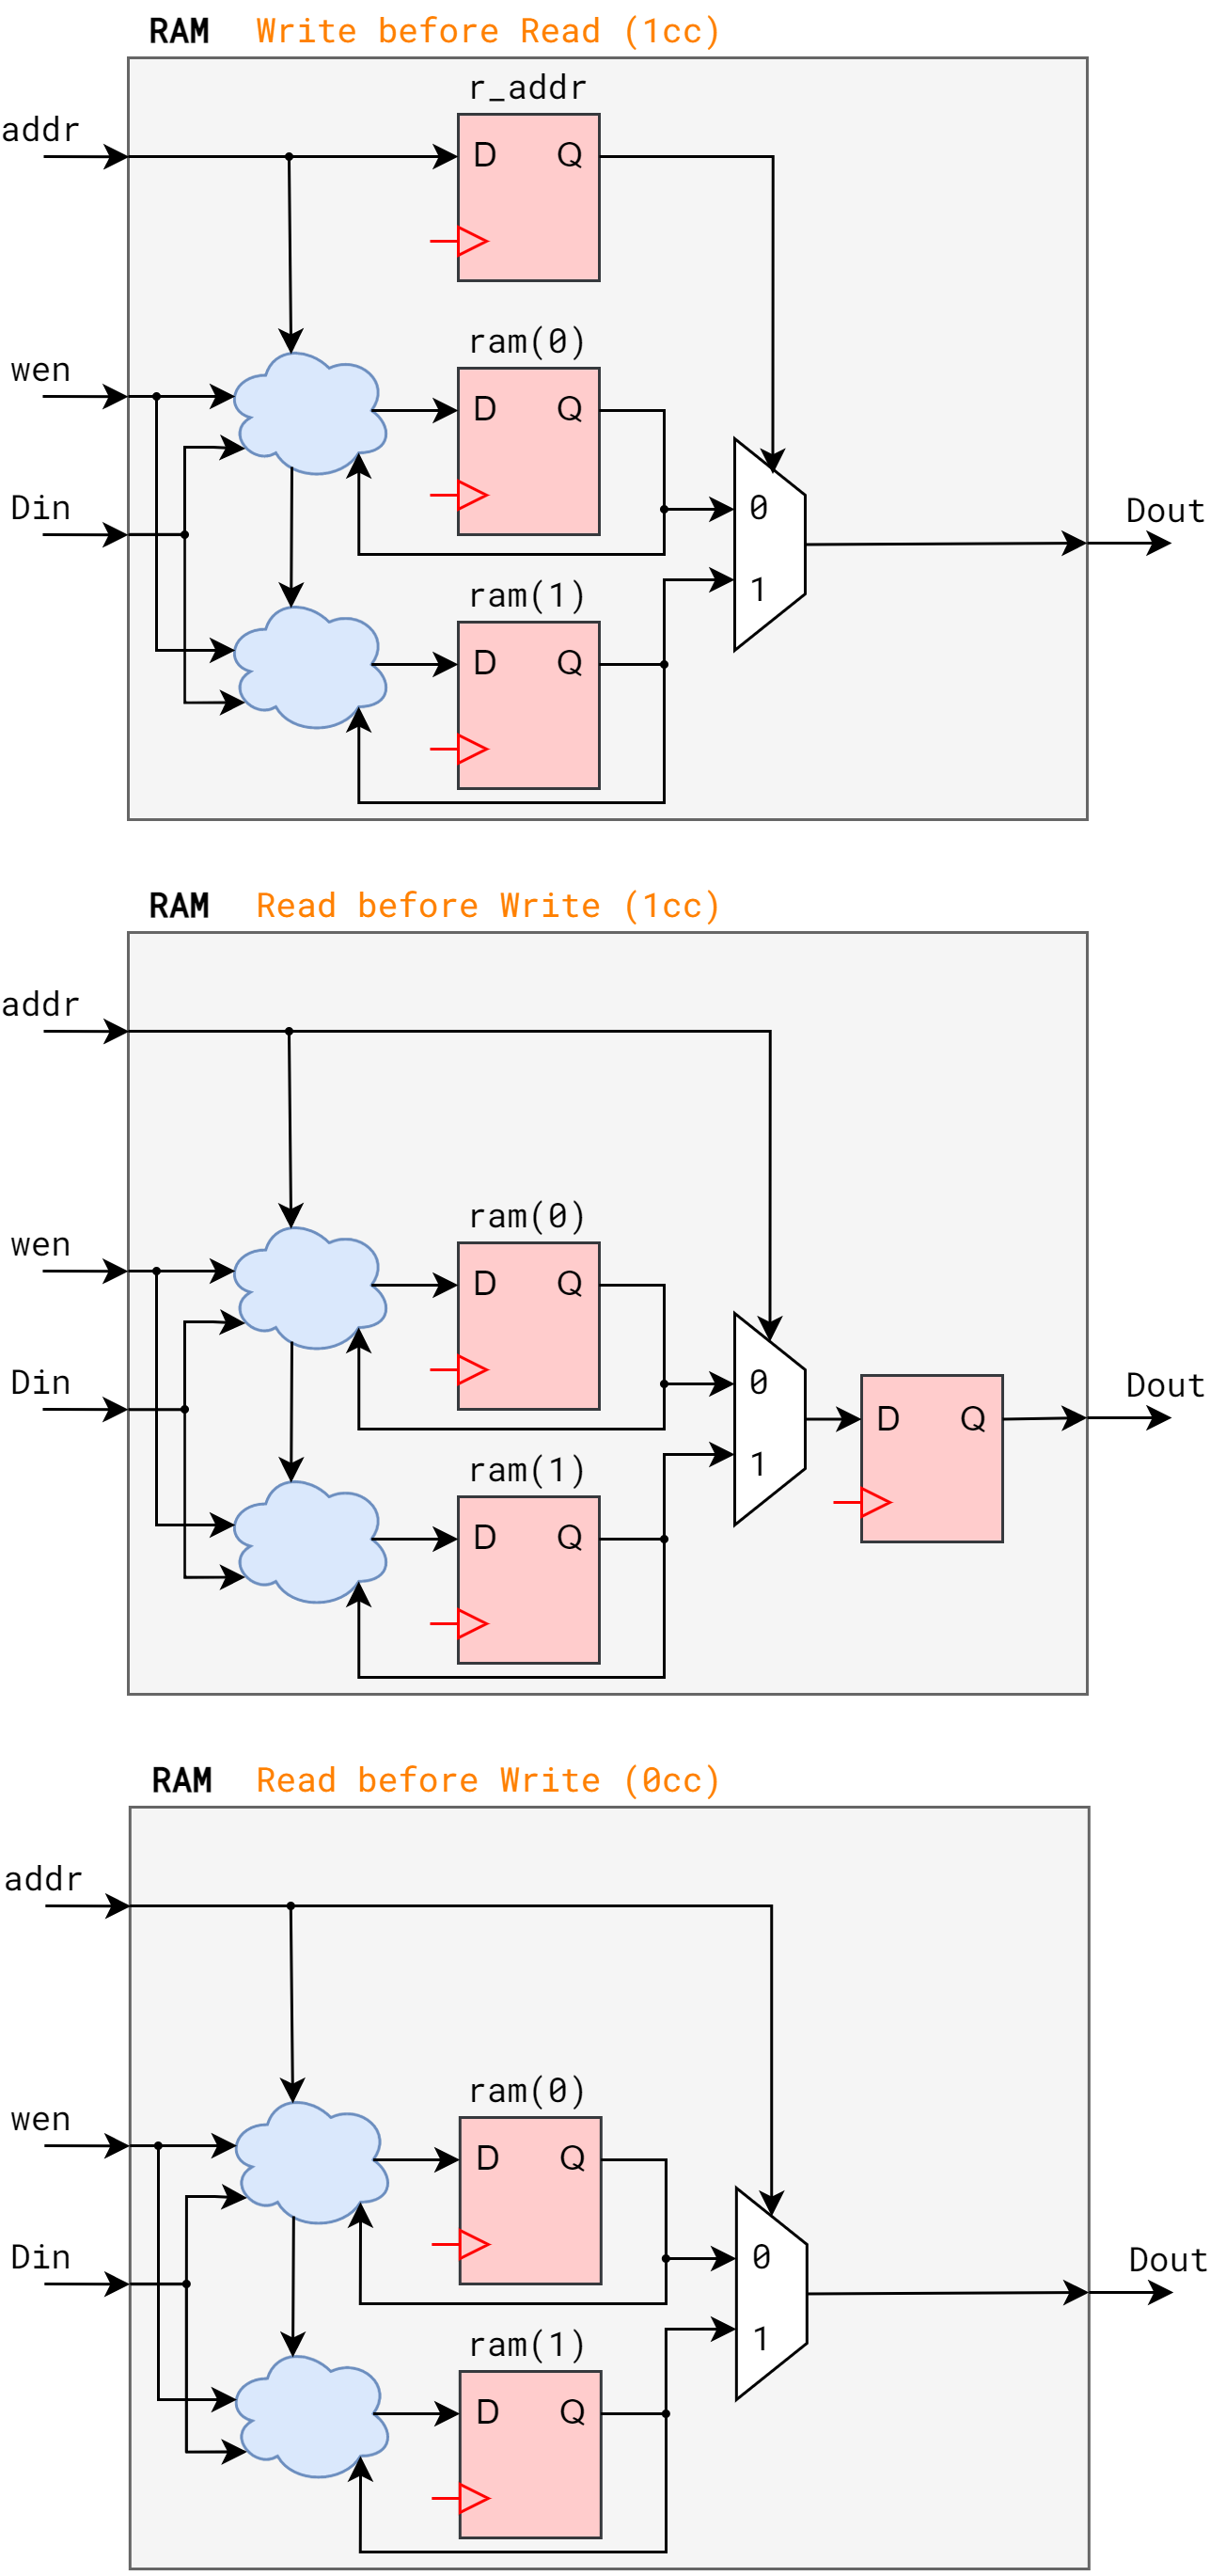 RAM Write before Read (1cc)
r_addr
addr
D Q
ram(0)
wen
D Q
Din
0
Dout
ram(1)
1
D Q
RAM Read before Write (1cc)
addr
ram(0)
wen
D Q
Din
0
Dout
D Q
ram(1)
1
D Q
RAM Read before Write (0cc)
addr
ram(0)
wen
D Q
Din
0
Dout
ram(1)
1
D Q